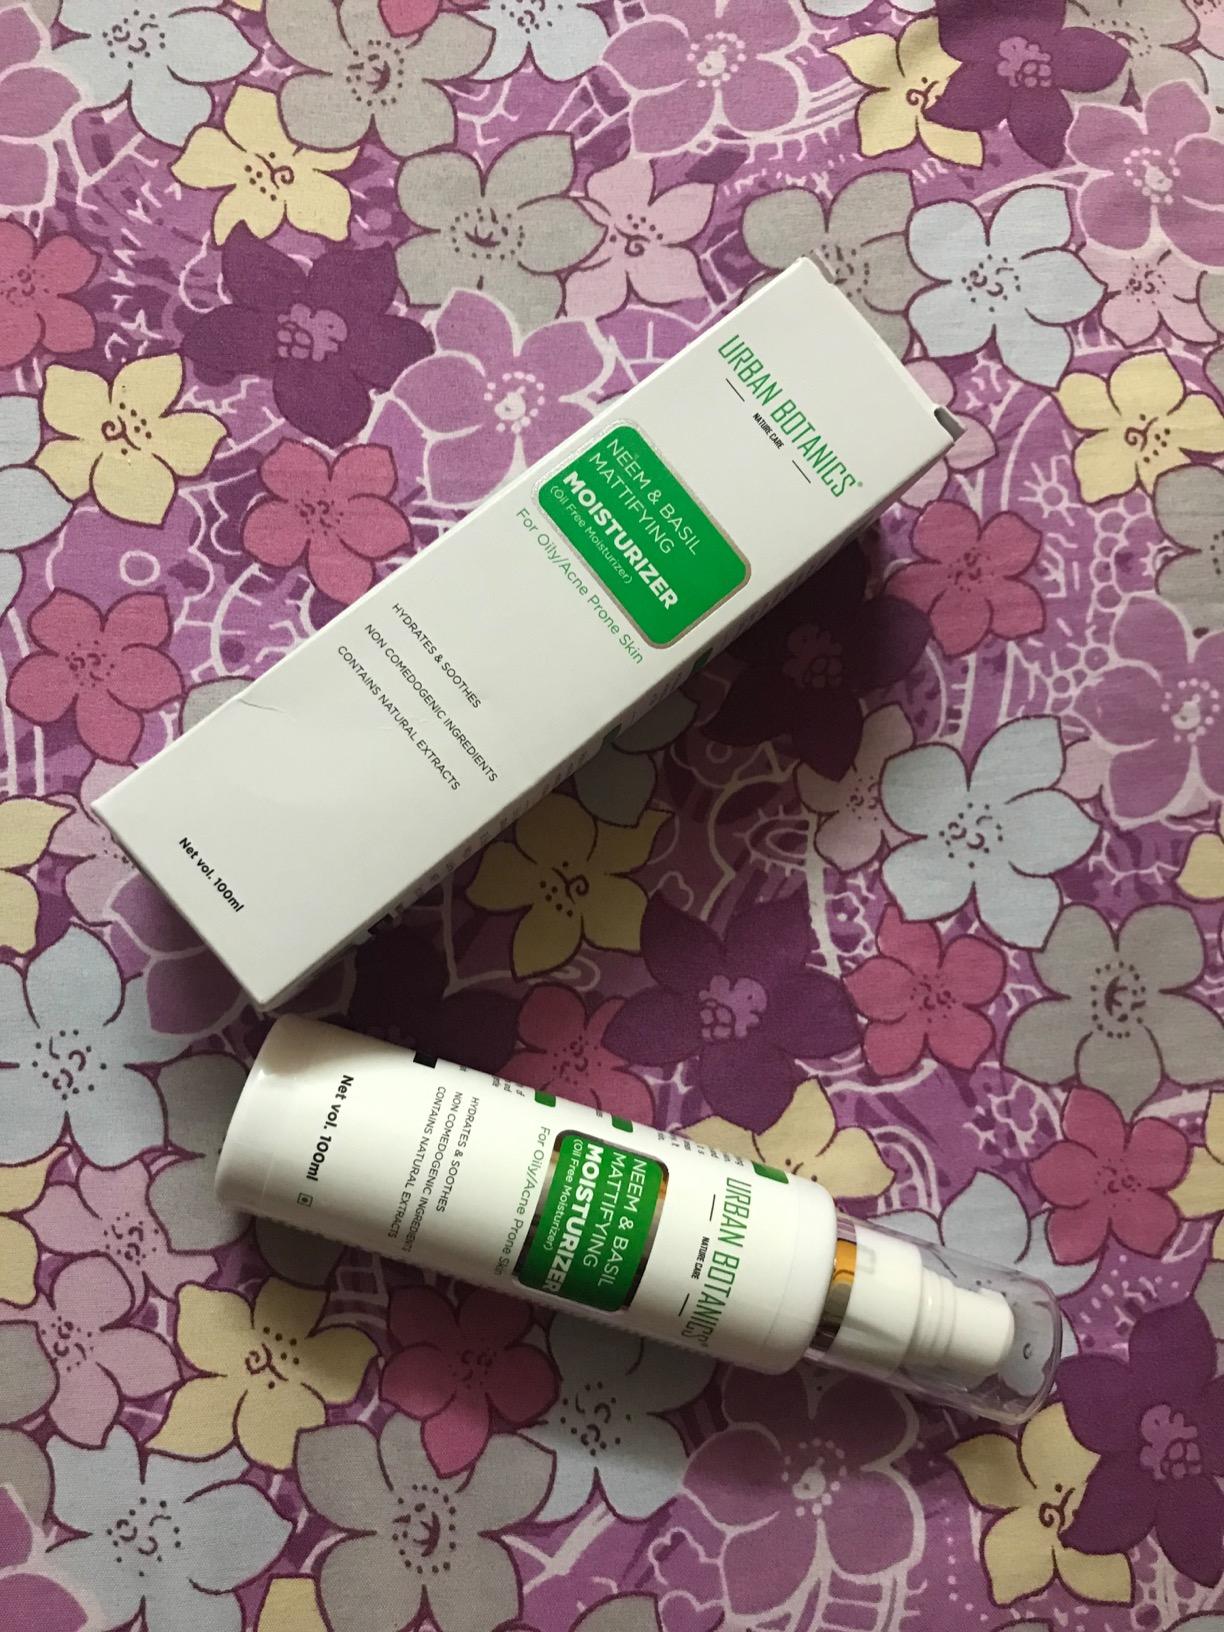 URBAN BOTANICS®
NATURE CARE
NEEM & BASIL
MATTIFYING
MOISTURIZER
(Oil Free Moisturizer)
For Oily/Acne Prone Skin
HYDRATES & SOOTHES
NON COMEDOGENIC INGREDIENTS
CONTAINS NATURAL EXTRACTS
Net vol. 100ml
URBAN BOTANICS®
NATURE CARE
NEEM & BASIL
MATTIFYING
MOISTURIZER
(Oil Free Moisturizer)
For Oily/Acne Prone Skin
HYDRATES & SOOTHES
NON COMEDOGENIC INGREDIENTS
CONTAINS NATURAL EXTRACTS
Net vol. 100ml